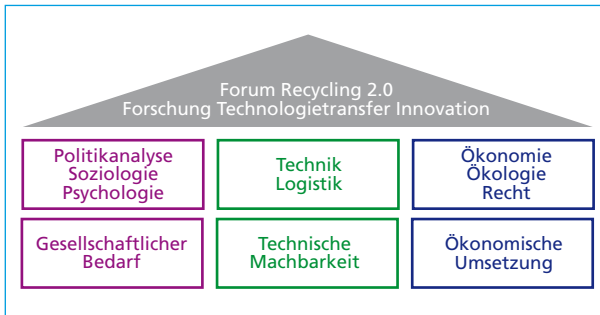 Forum Recycling 2.0
Forschung Technologietransfer Innovation
Politikanalyse
Soziologie
Psychologie
Technik
Logistik
Ökonomie
Ökologie
Recht
Gesellschaftlicher
Bedarf
Technische
Machbarkeit
Ökonomische
Umsetzung